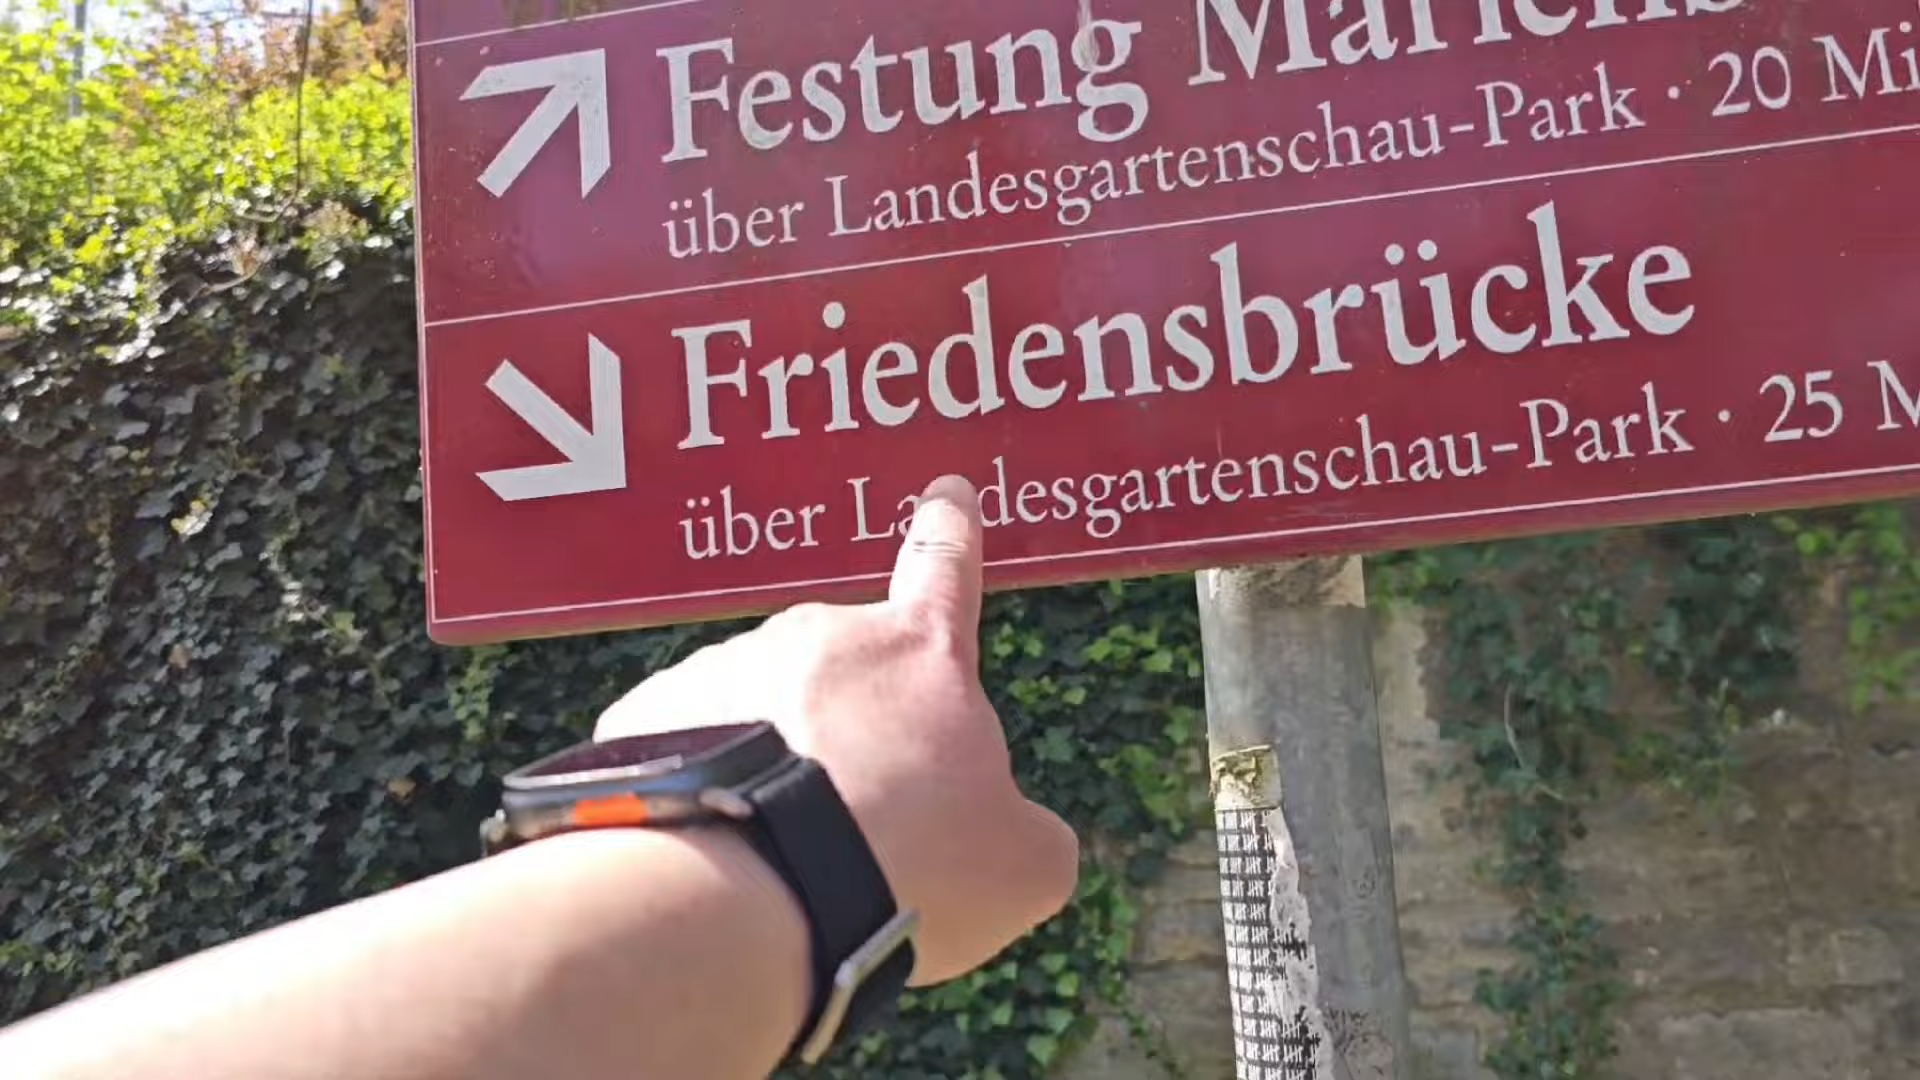 Festung
über Landesgartenschau-Park · 20
Friedensbrücke
über Landesgartenschau-Park · 25